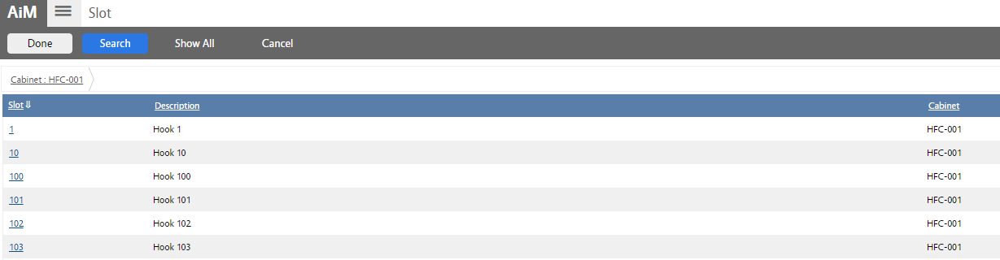 AiM Slot
Done Search Show All Cancel
Cabinet : HFC-001
Slot⇓ Description Cabinet
1 Hook 1 HFC-001
10 Hook 10 HFC-001
100 Hook 100 HFC-001
101 Hook 101 HFC-001
102 Hook 102 HFC-001
103 Hook 103 HFC-001